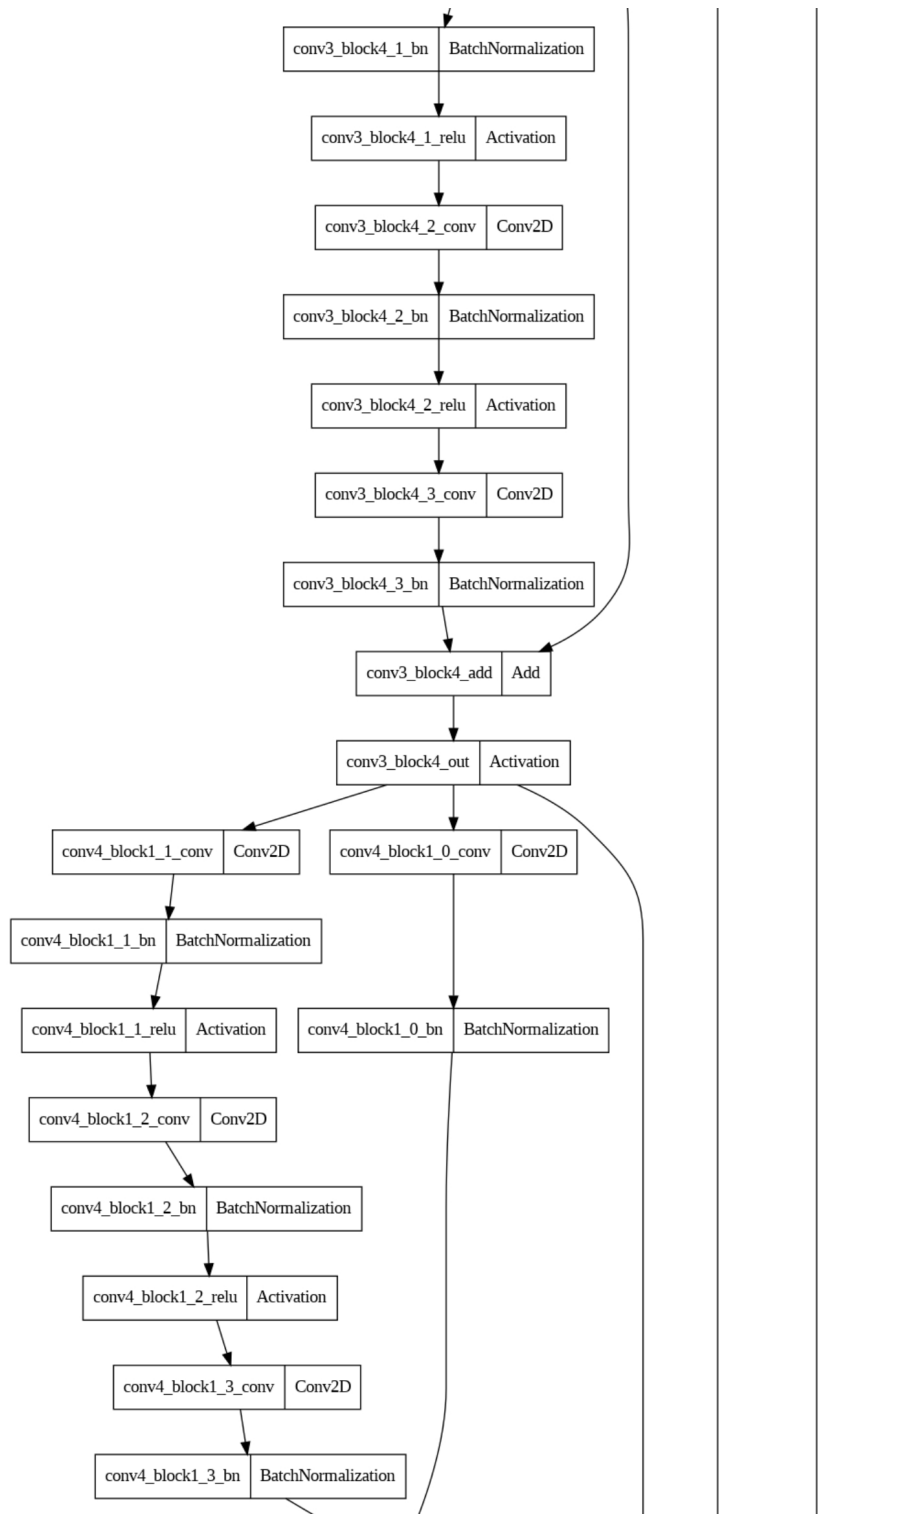 conv3_block4_1_bn BatchNormalization
conv3_block4_1_relu Activation
conv3_block4_2_conv Conv2D
conv3_block4_2_bn BatchNormalization
conv3_block4_2_relu Activation
conv3_block4_3_conv Conv2D
conv3_block4_3_bn BatchNormalization
conv3_block4_add Add
conv3_block4_out Activation
conv4_block1_1_conv Conv2D conv4_block1_0_conv Conv2D
conv4_block1_1_bn BatchNormalization
conv4_block1_1_relu Activation conv4_block1_0_bn BatchNormalization
conv4_block1_2_conv Conv2D
conv4_block1_2_bn BatchNormalization
conv4_block1_2_relu Activation
conv4_block1_3_conv Conv2D
conv4_block1_3_bn BatchNormalization